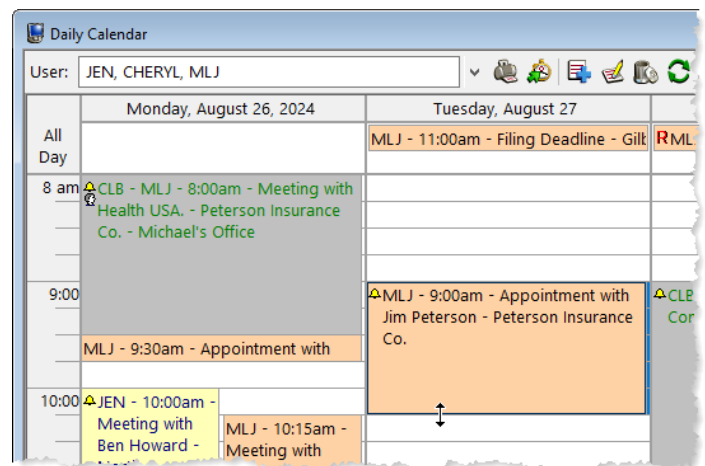 Daily Calendar
User: JEN, CHERYL, MLJ
Monday, August 26, 2024
Tuesday, August 27
All
Day
MLJ - 11:00am - Filing Deadline - Gilb
R ML
8 am
CLB - MLJ - 8:00am - Meeting with
Health USA. - Peterson Insurance
Co. - Michael's Office
9:00
MLJ - 9:00am - Appointment with
Jim Peterson - Peterson Insurance
Co.
CLB
Cor
MLJ - 9:30am - Appointment with
10:00
JEN - 10:00am -
Meeting with
Ben Howard -
MLJ - 10:15am -
Meeting with